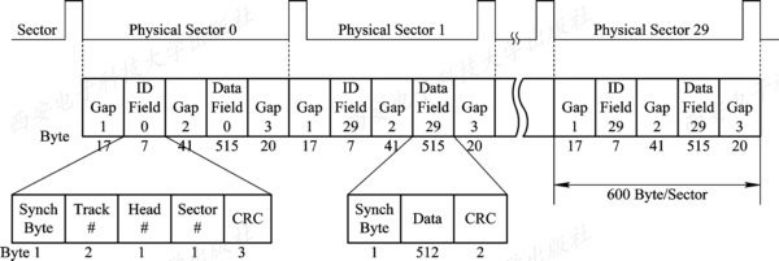 Sector Physical Sector 0 Physical Sector 1 Physical Sector 29
ID Data ID Data ID Data
Gap Field Gap Field Gap Gap Field Gap Field Gap Gap Field Gap Field Gap
1 0 2 0 3 1 29 2 29 3 1 29 2 29 3
Byte 17 7 41 515 20 17 7 41 515 20 17 7 41 515 20
600 Byte/Sector
Synch Track Head Sector CRC Synch Data CRC
Byte # # # Byte
Byte 1 2 1 1 3 1 512 2